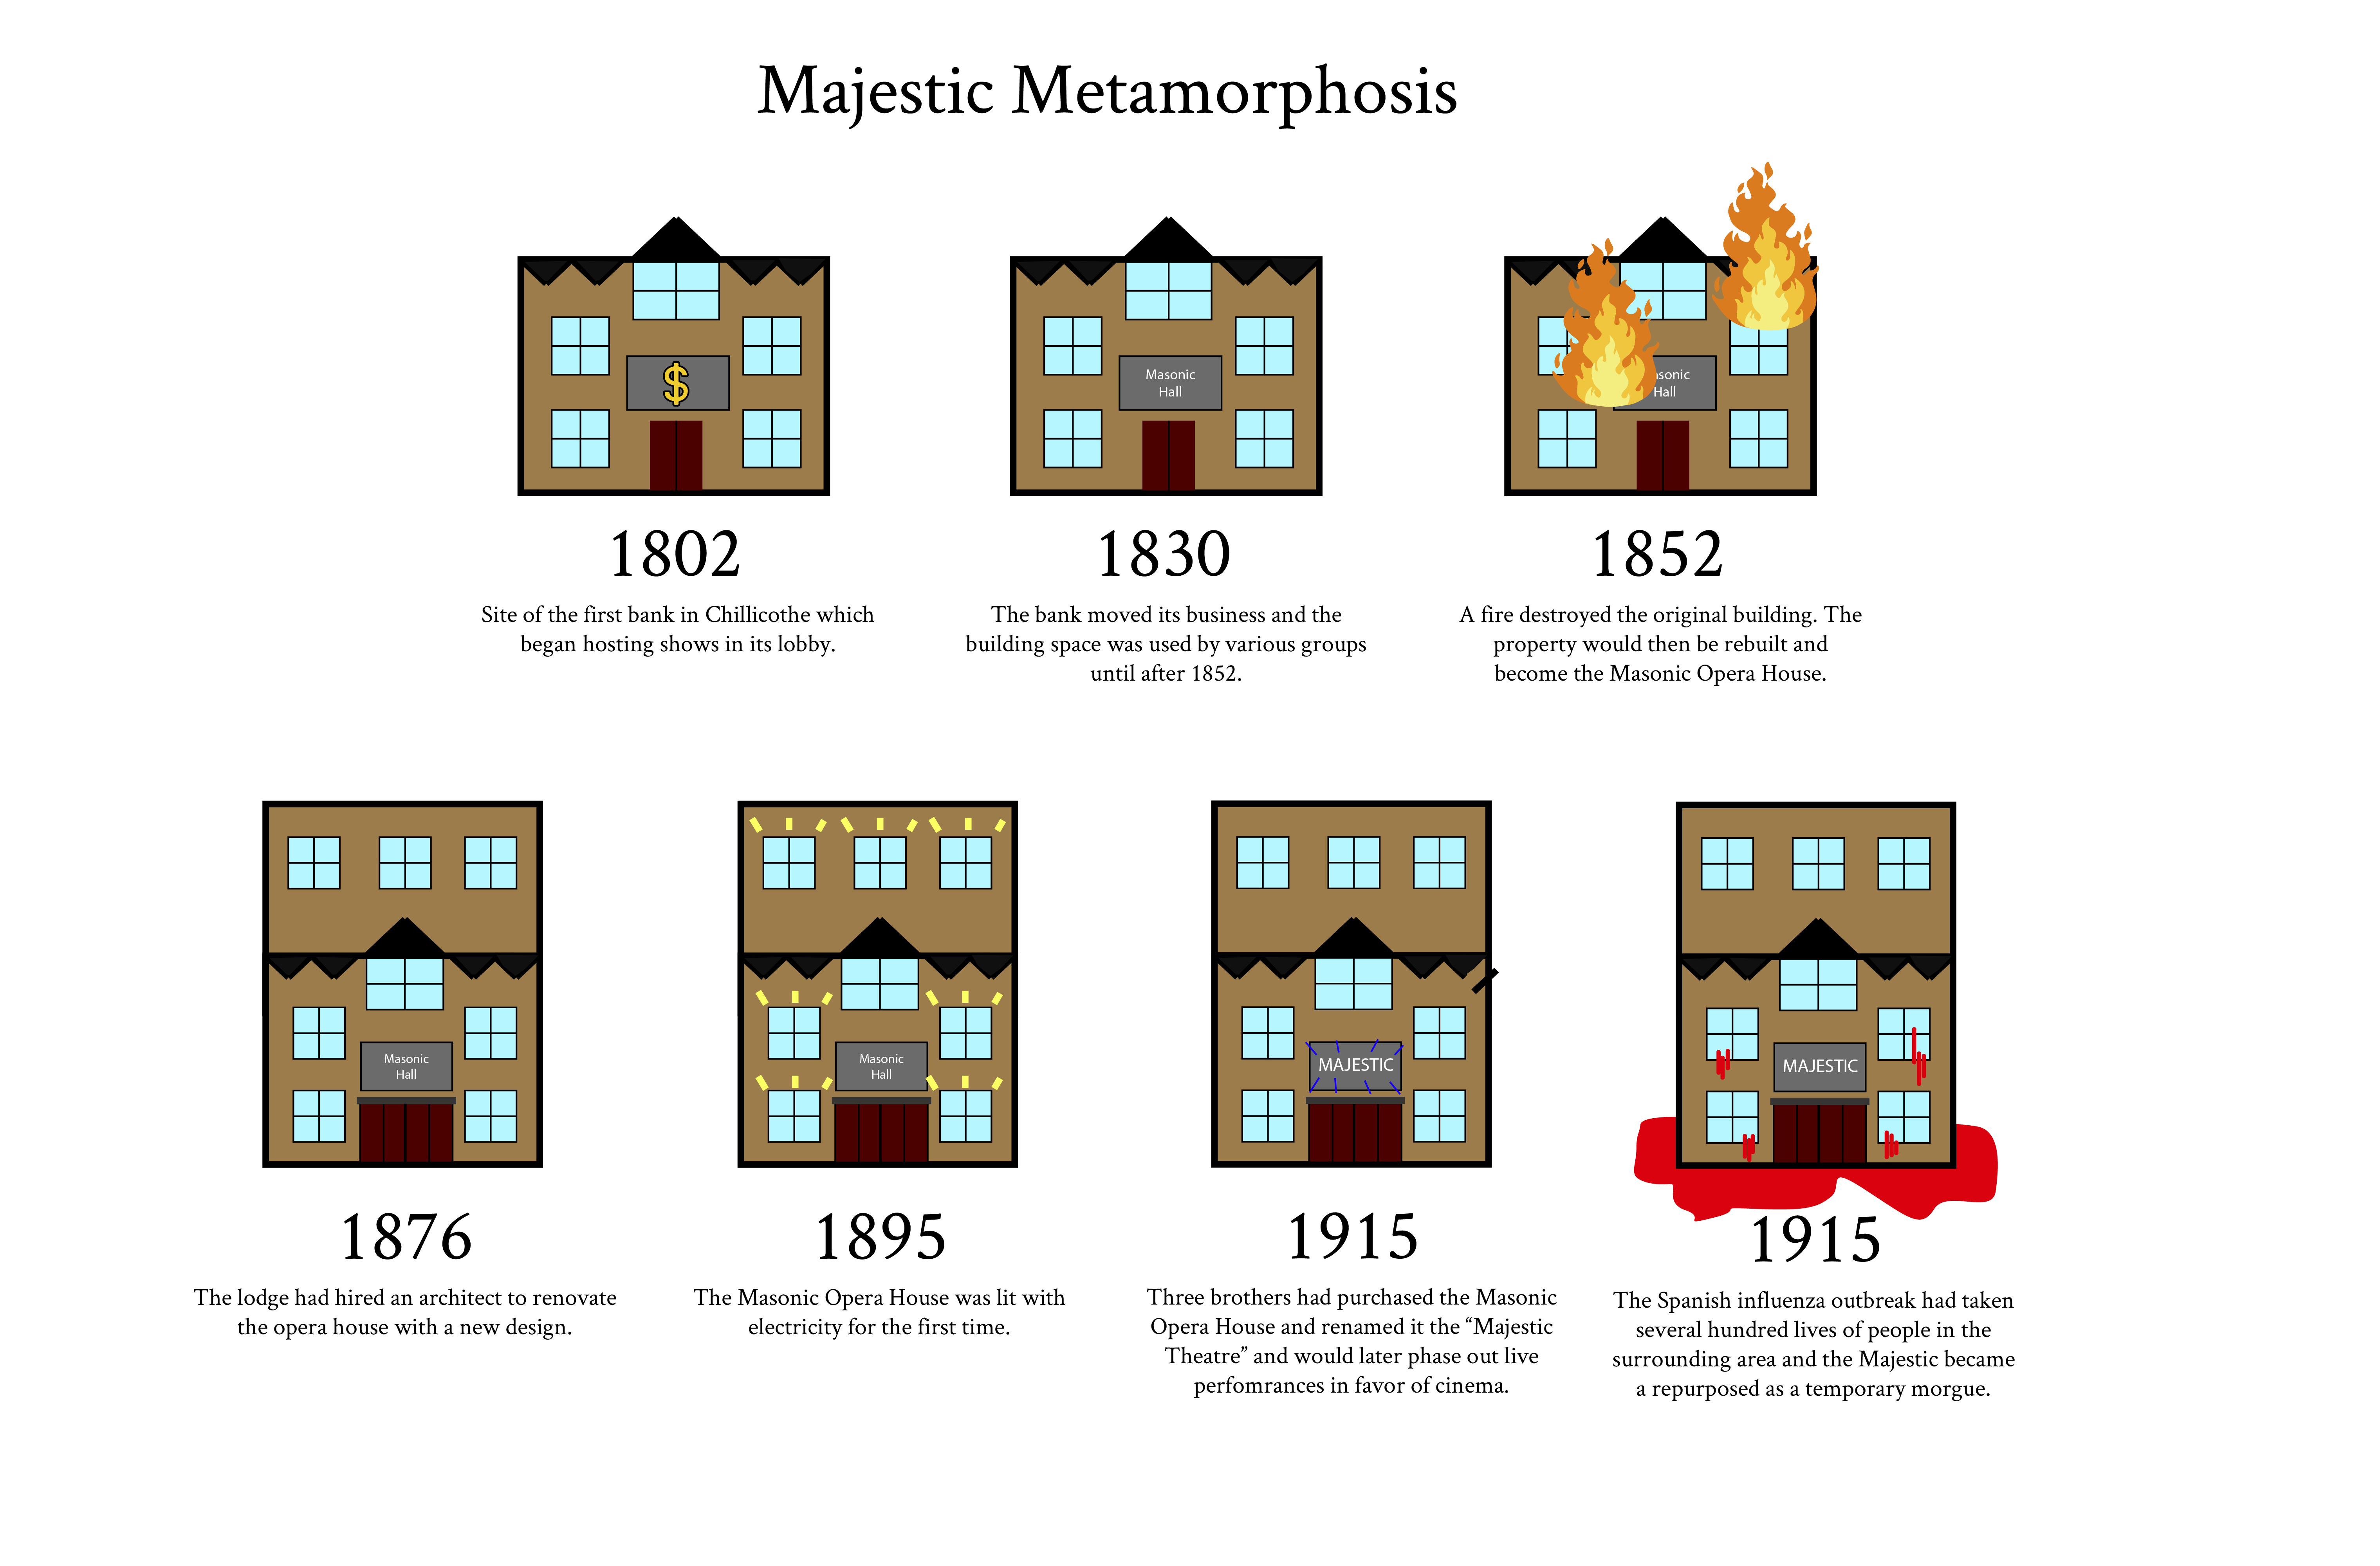 Majestic Metamorphosis
$
Masonic
Hall
asonic
Hall
1802
1830
1852
Site of the first bank in Chillicothe which
began hosting shows in its lobby.
The bank moved its business and the
building space was used by various groups
until after 1852.
A fire destroyed the original building. The
property would then be rebuilt and
become the Masonic Opera House.
Masonic
Hall
Masonic
Hall
MAJESTIC
MAJESTIC
1876
1895
1915
1915
The lodge had hired an architect to renovate
the opera house with a new design.
The Masonic Opera House was lit with
electricity for the first time.
Three brothers had purchased the Masonic
Opera House and renamed it the “Majestic
Theatre” and would later phase out live
perfomrances in favor of cinema.
The Spanish influenza outbreak had taken
several hundred lives of people in the
surrounding area and the Majestic became
a repurposed as a temporary morgue.